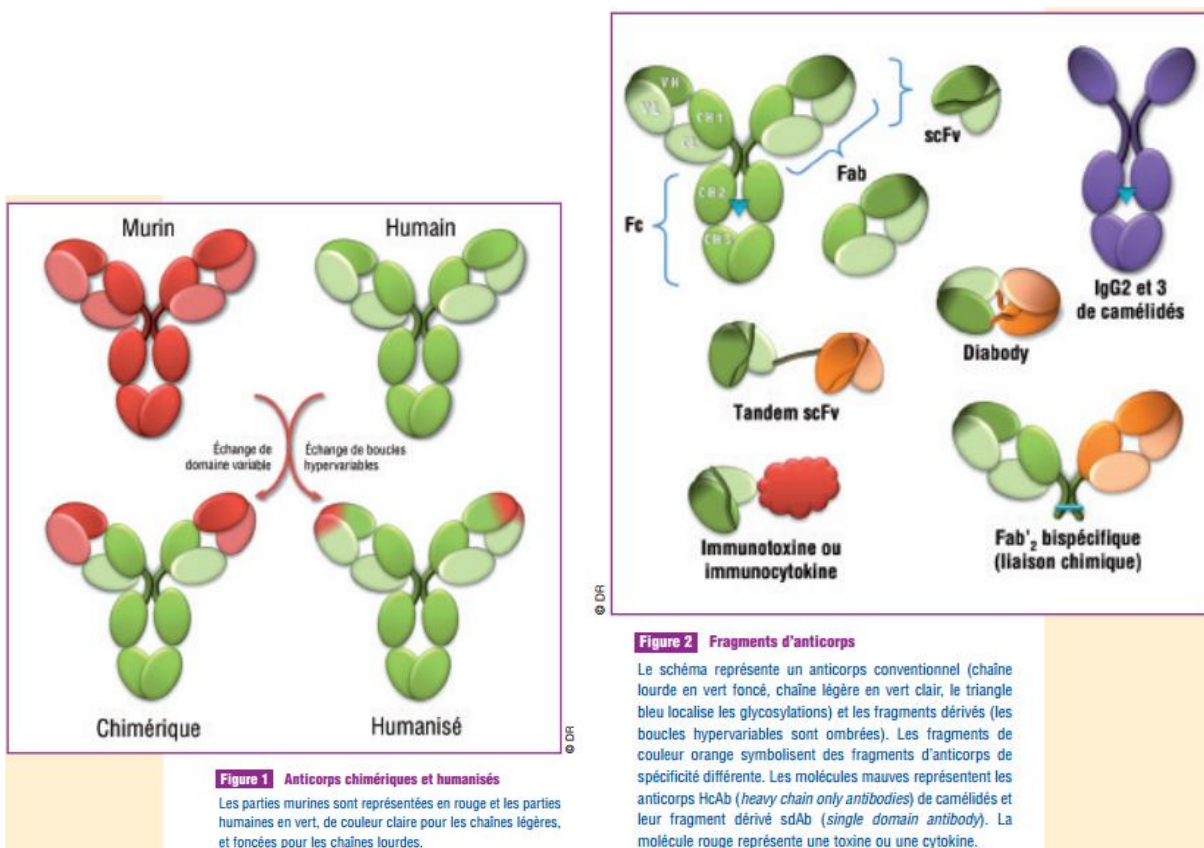 Murin
Humain
Échange de
domaine variable
Échange de boucles
hypervariables
Chimérique
Humanisé
© DR
Figure 1 Anticorps chimériques et humanisés
Les parties murines sont représentées en rouge et les parties
humaines en vert, de couleur claire pour les chaînes légères,
et foncées pour les chaînes lourdes.
VH
VL
CH1
CL
CH2
CH3
Fc
Fab
scFv
IgG2 et 3
de camélidés
Diabody
Tandem scFv
Immunotoxine ou
immunocytokine
Fab'2 bispécifique
(liaison chimique)
© DR
Figure 2 Fragments d'anticorps
Le schéma représente un anticorps conventionnel (chaîne
lourde en vert foncé, chaîne légère en vert clair, le triangle
bleu localise les glycosylations) et les fragments dérivés (les
boucles hypervariables sont ombrées). Les fragments de
couleur orange symbolisent des fragments d'anticorps de
spécificité différente. Les molécules mauves représentent les
anticorps HcAb (heavy chain only antibodies) de camélidés et
leur fragment dérivé sdAb (single domain antibody). La
molécule rouge représente une toxine ou une cytokine.